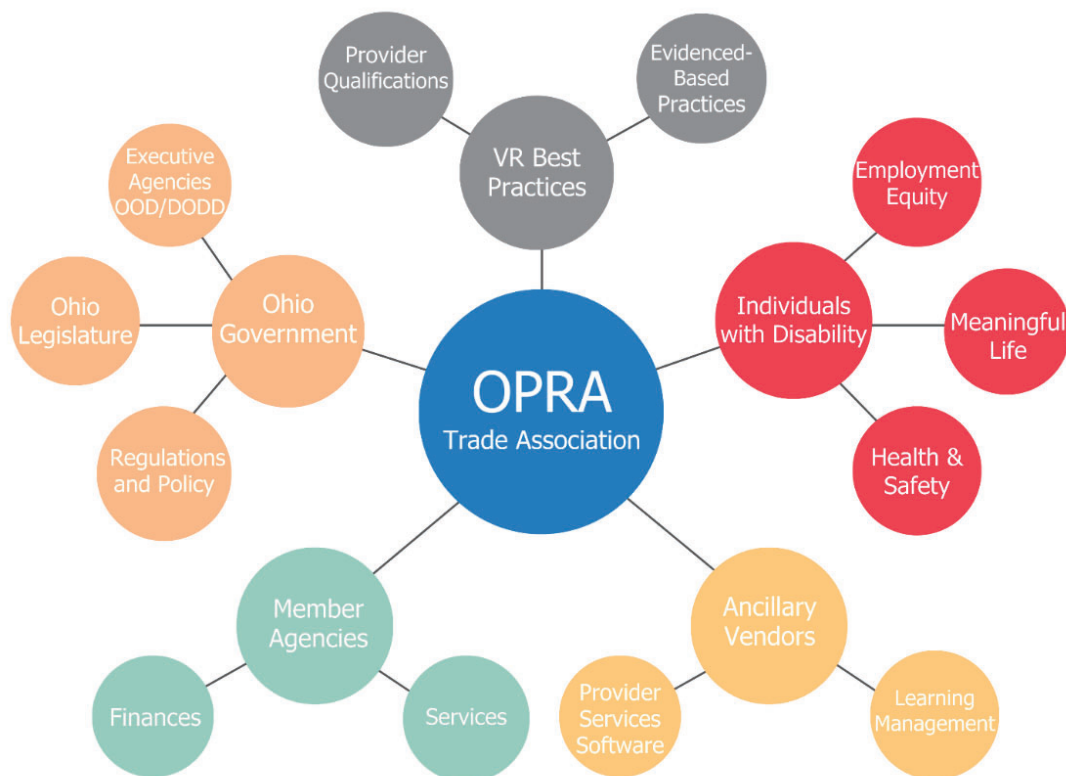 Provider
Qualifications
Evidenced-
Based
Practices
VR Best
Practices
Executive
Agencies
OOD/DODD
Ohio
Legislature
Ohio
Government
Regulations
and Policy
Employment
Equity
Individuals
with Disability
Meaningful
Life
Health &
Safety
OPRA
Trade Association
Member
Agencies
Finances
Services
Ancillary
Vendors
Provider
Services
Software
Learning
Management